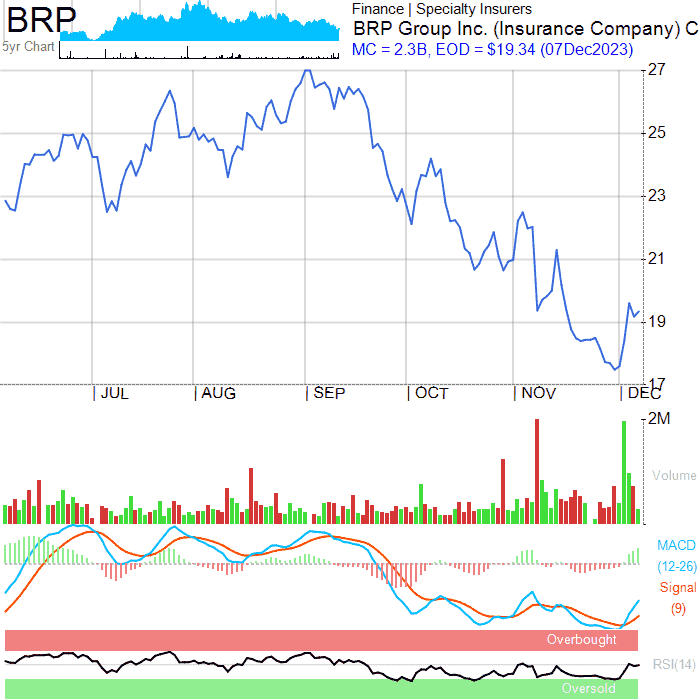 BRP
5yr Chart
Finance | Specialty Insurers
BRP Group Inc. (Insurance Company) C
MC = 2.3B, EOD = $19.34 (07Dec2023)
27
25
23
21
19
17
JUL
AUG
SEP
OCT
NOV
DEC
2M
Volume
MACD
(12-26)
Signal
(9)
Overbought
RSI(14)
Oversold